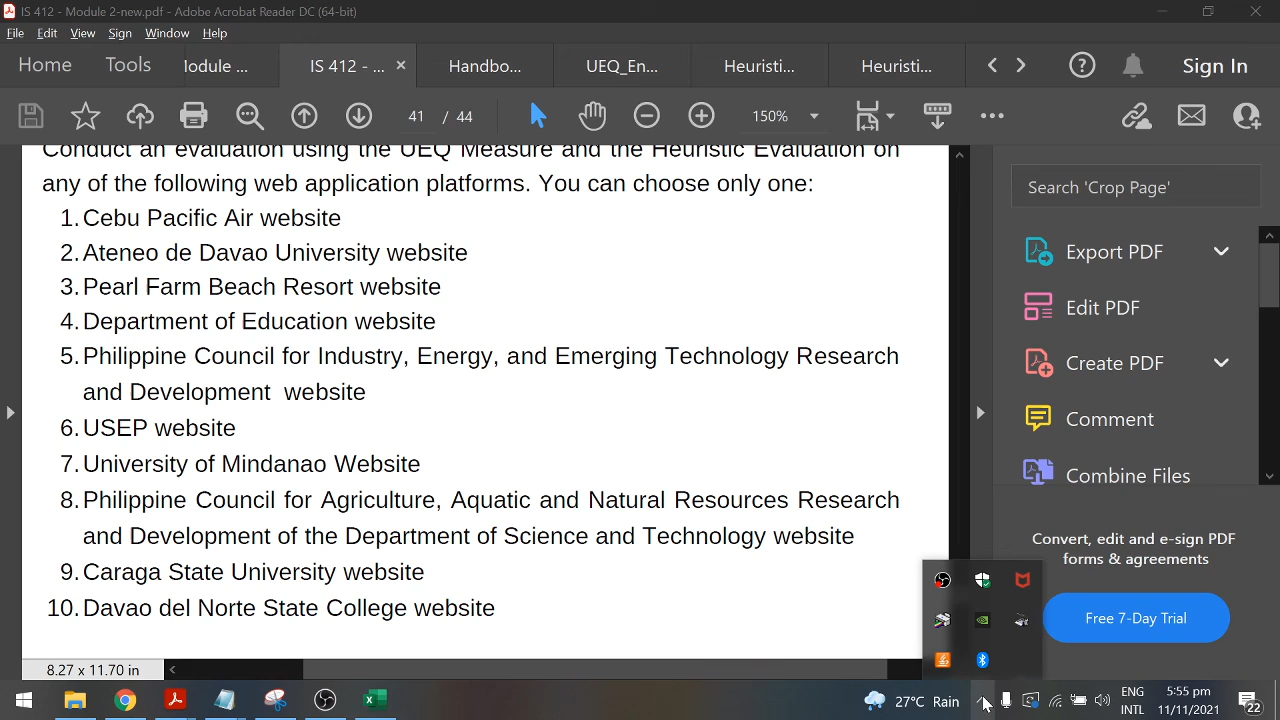 IS 412 - Module 2-new.pdf - Adobe Acrobat Reader DC (64-bit)
File Edit View Sign Window Help
Home Tools Module ... IS 412 - ... Handbo... UEQ_En... Heuristi... Heuristi... Sign In
41 / 44 150%
Conduct an evaluation using the UEQ Measure and the Heuristic Evaluation on
any of the following web application platforms. You can choose only one:
1. Cebu Pacific Air website
2. Ateneo de Davao University website
3. Pearl Farm Beach Resort website
4. Department of Education website
5. Philippine Council for Industry, Energy, and Emerging Technology Research
and Development website
6. USEP website
7. University of Mindanao Website
8. Philippine Council for Agriculture, Aquatic and Natural Resources Research
and Development of the Department of Science and Technology website
9. Caraga State University website
10. Davao del Norte State College website
8.27 x 11.70 in
Search 'Crop Page'
Export PDF
Edit PDF
Create PDF
Comment
Combine Files
Convert, edit and e-sign PDF
forms & agreements
Free 7-Day Trial
27°C Rain
ENG
INTL
5:55 pm
11/11/2021
22